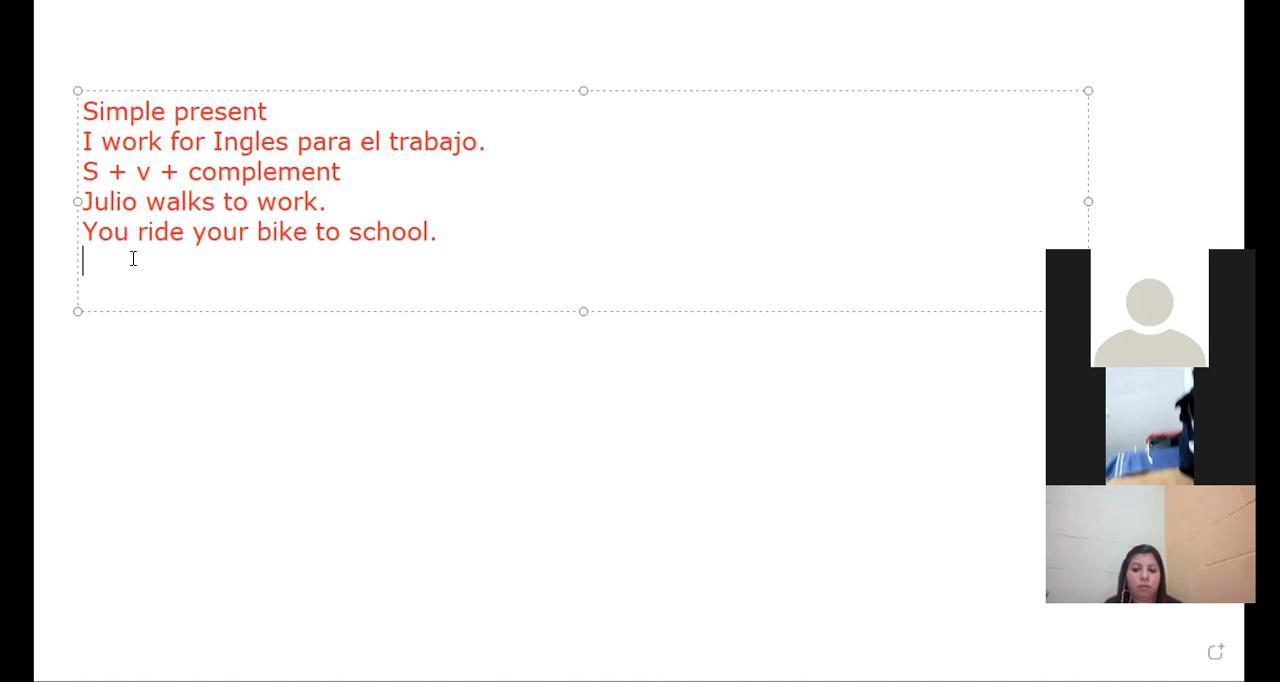 Simple present
I work for Ingles para el trabajo.
S + v + complement
Julio walks to work.
You ride your bike to school.